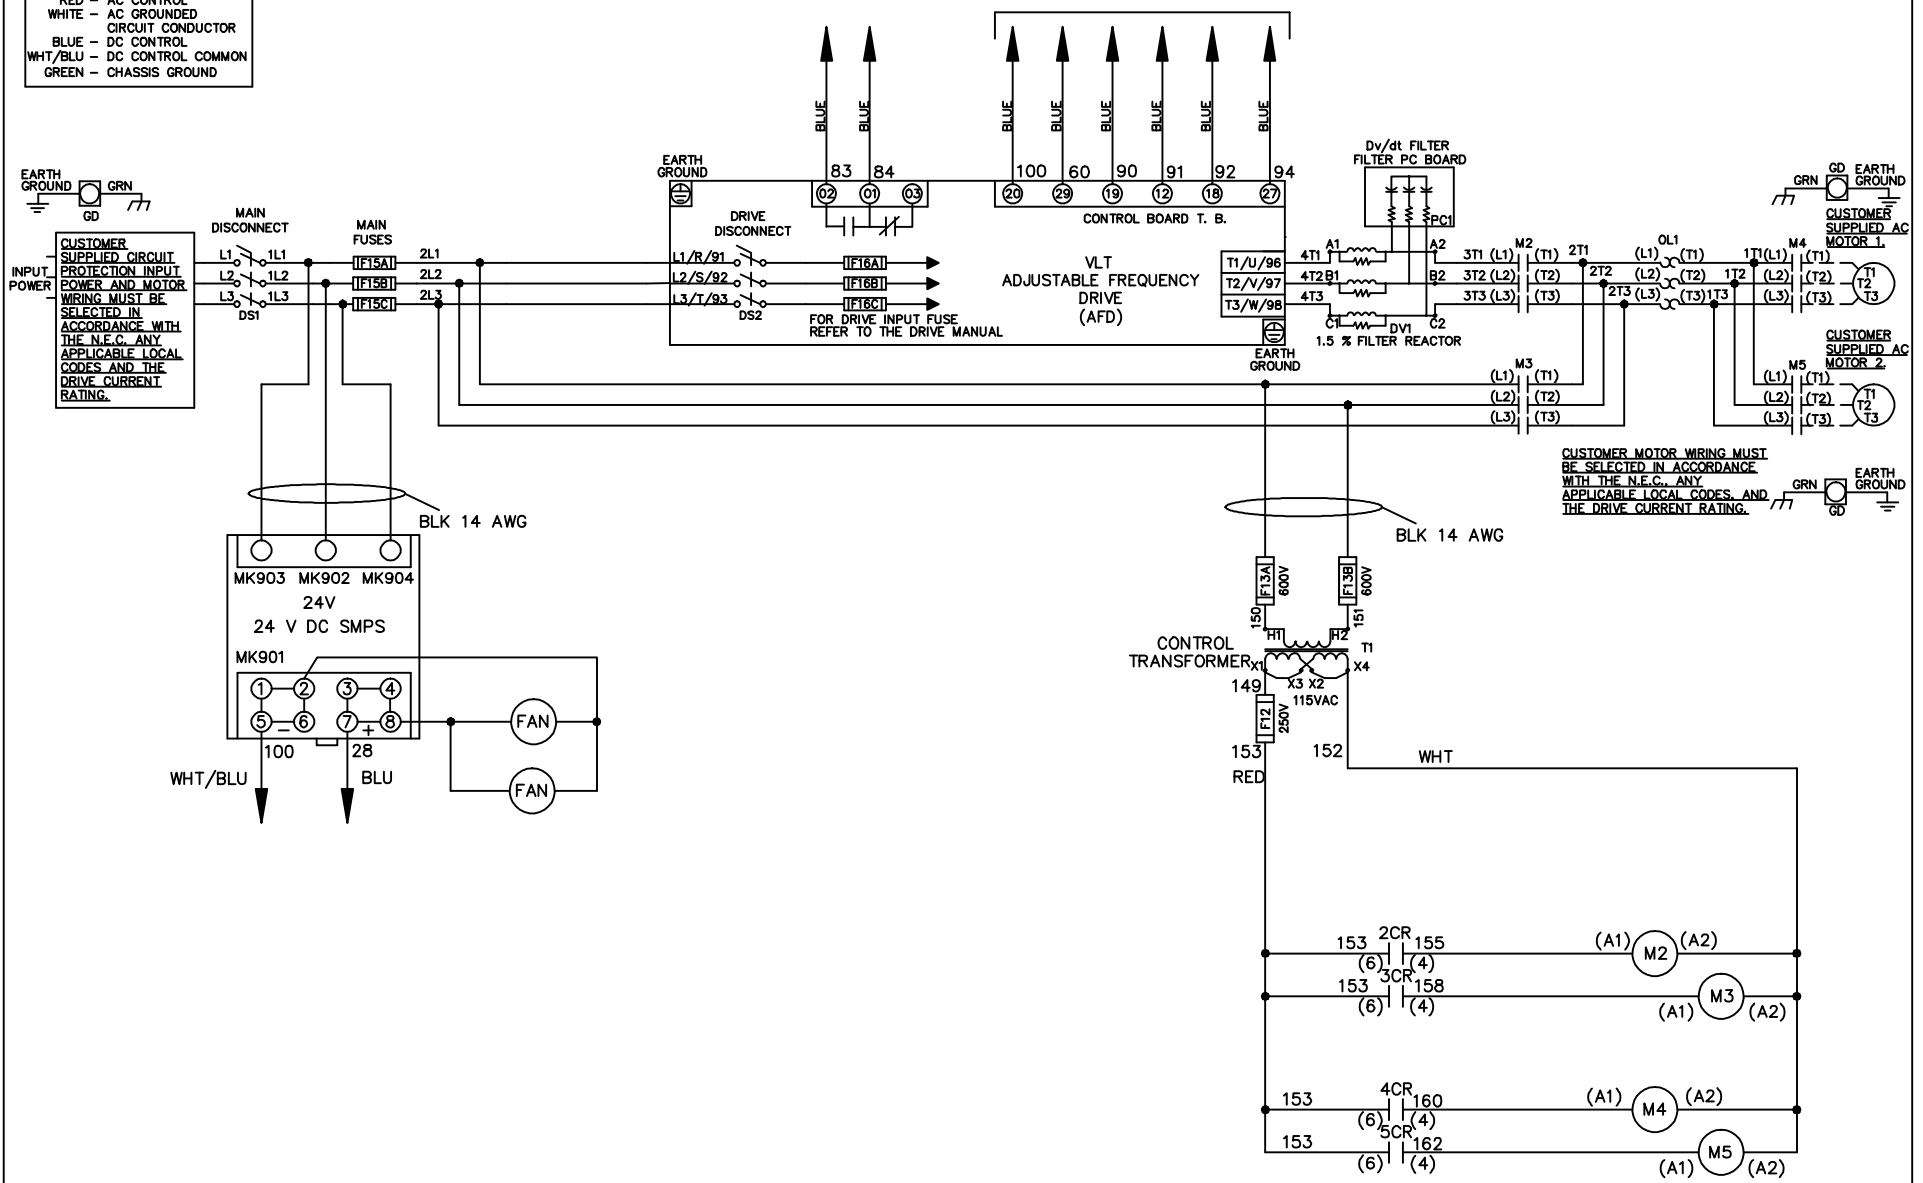 RED – AC CONTROL
WHITE – AC GROUNDED
CIRCUIT CONDUCTOR
BLUE – DC CONTROL
WHT/BLU – DC CONTROL COMMON
GREEN – CHASSIS GROUND
BLUE
BLUE
BLUE
BLUE
BLUE
BLUE
BLUE
BLUE
83
84
100
60
90
91
92
94
02
01
03
20
29
19
12
18
27
CONTROL BOARD T. B.
EARTH
GROUND
GRN
GD
EARTH
GROUND
MAIN
DISCONNECT
MAIN
FUSES
DRIVE
DISCONNECT
Dv/dt FILTER
FILTER PC BOARD
PC1
GD
EARTH
GROUND
GRN
INPUT
POWER
CUSTOMER
SUPPLIED CIRCUIT
PROTECTION INPUT
POWER AND MOTOR
WIRING MUST BE
SELECTED IN
ACCORDANCE WITH
THE N.E.C. ANY
APPLICABLE LOCAL
CODES AND THE
DRIVE CURRENT
RATING.
L1 1L1
L2 1L2
L3 1L3
DS1
F15A
F15B
F15C
2L1
2L2
2L3
L1/R/91
L2/S/92
L3/T/93
DS2
F16A
F16B
F16C
FOR DRIVE INPUT FUSE
REFER TO THE DRIVE MANUAL
VLT
ADJUSTABLE FREQUENCY
DRIVE
(AFD)
T1/U/96
T2/V/97
T3/W/98
EARTH
GROUND
4T1
4T2
4T3
A1 A2
B1 B2
C1 C2
DV1
1.5 % FILTER REACTOR
M2
3T1 (L1) (T1)
3T2 (L2) (T2)
3T3 (L3) (T3)
2T1
2T2
2T3
OL1
(L1) (T1)
(L2) (T2)
(L3) (T3)
1T1
1T2
1T3
M4
(L1) (T1)
(L2) (T2)
(L3) (T3)
CUSTOMER
SUPPLIED AC
MOTOR 1.
T1
T2
T3
M3
(L1) (T1)
(L2) (T2)
(L3) (T3)
CUSTOMER
SUPPLIED AC
MOTOR 2.
M5
(L1) (T1)
(L2) (T2)
(L3) (T3)
T1
T2
T3
CUSTOMER MOTOR WIRING MUST
BE SELECTED IN ACCORDANCE
WITH THE N.E.C., ANY
APPLICABLE LOCAL CODES, AND
THE DRIVE CURRENT RATING.
GRN
GD
EARTH
GROUND
BLK 14 AWG
BLK 14 AWG
MK903 MK902 MK904
24V
24 V DC SMPS
MK901
1 2 3 4
5 6 7 8
– +
100
28
WHT/BLU
BLU
FAN
FAN
F13A
600V
F13B
600V
150
151
H1 H2
T1
CONTROL
TRANSFORMER
X1 X4
X3 X2
115VAC
149
F12
250V
153
152
RED
WHT
2CR
153 155
(6) (4)
(A1) M2 (A2)
3CR
153 158
(6) (4)
(A1) M3 (A2)
4CR
153 160
(6) (4)
(A1) M4 (A2)
5CR
153 162
(6) (4)
(A1) M5 (A2)